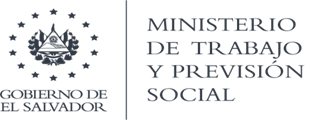 GOBIERNO DE
EL SALVADOR
MINISTERIO
DE TRABAJO
Y PREVISIÓN
SOCIAL